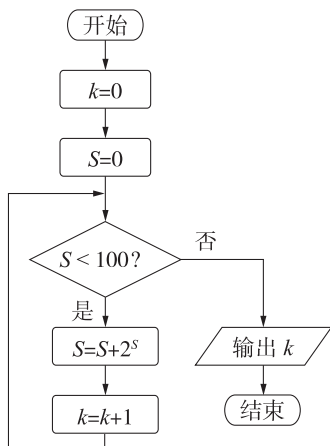 开始
k=0
S=0
S < 100?
否
是
S=S+2^S
输出 k
k=k+1
结束